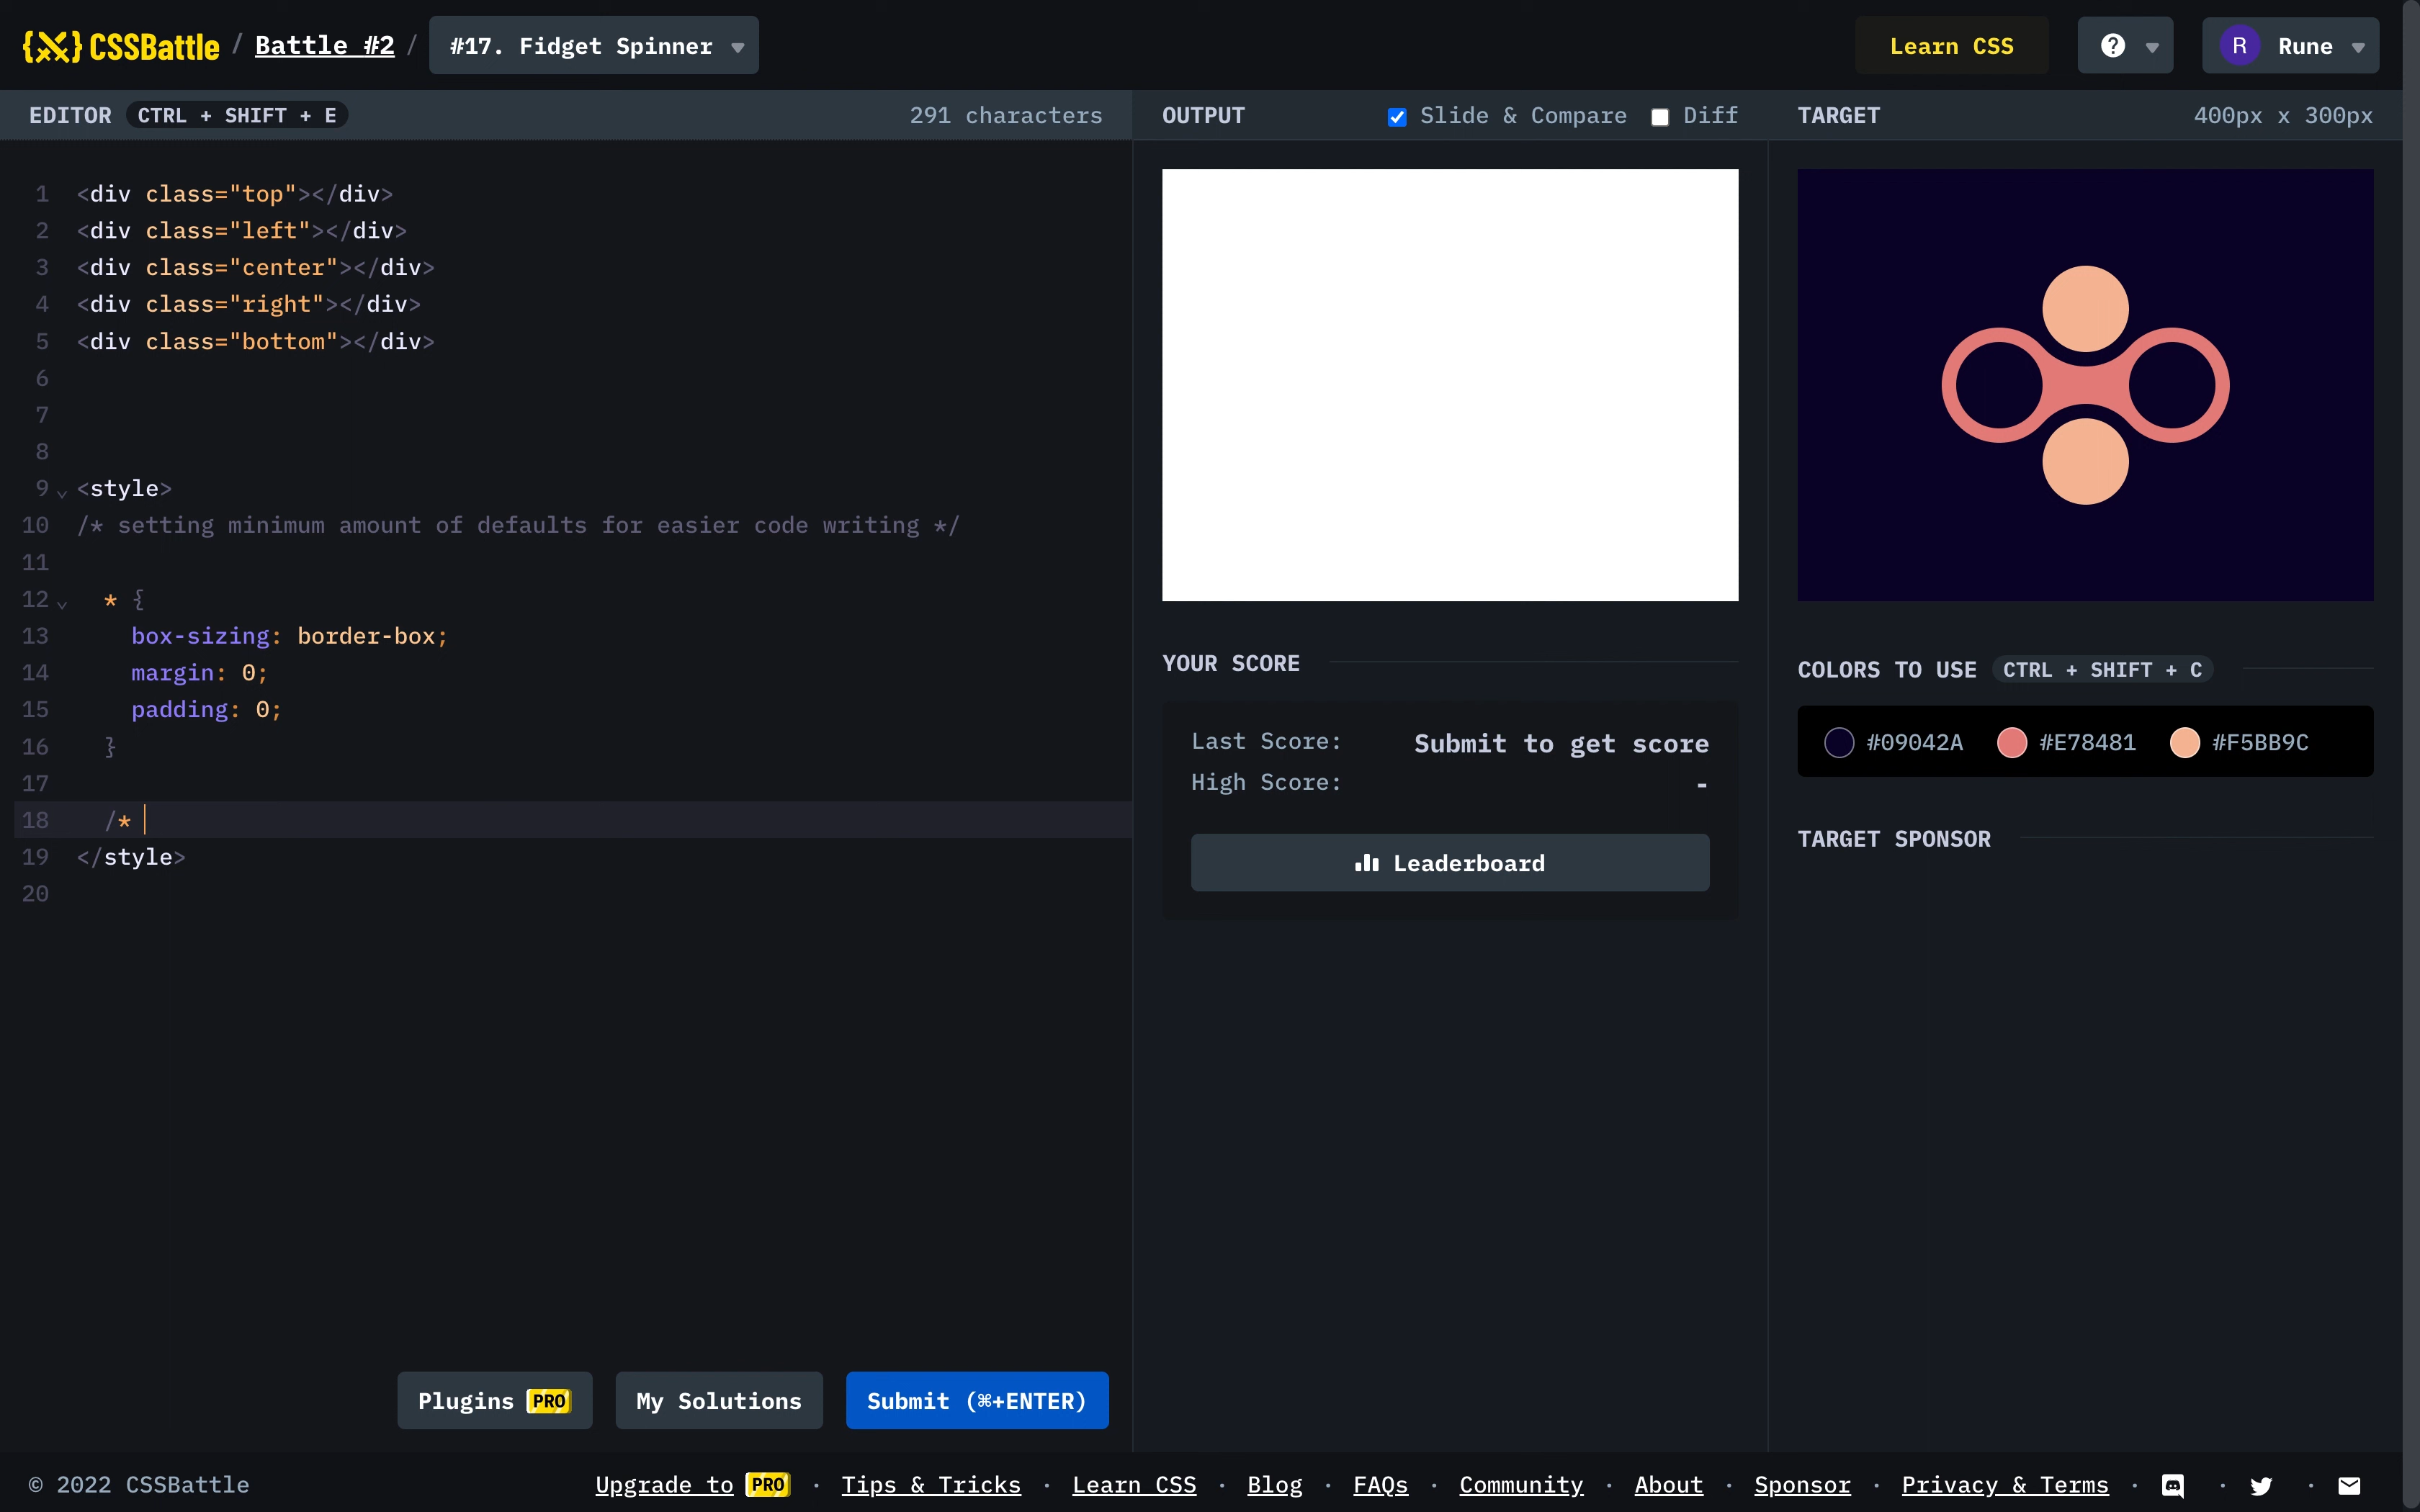 {X} CSSBattle / Battle #2 / #17. Fidget Spinner
Learn CSS
?
R Rune
EDITOR CTRL + SHIFT + E 291 characters
OUTPUT Slide & Compare Diff
TARGET 400px x 300px
1 <div class="top"></div>
2 <div class="left"></div>
3 <div class="center"></div>
4 <div class="right"></div>
5 <div class="bottom"></div>
6
7
8
9 <style>
10 /* setting minimum amount of defaults for easier code writing */
11
12 * {
13 box-sizing: border-box;
14 margin: 0;
15 padding: 0;
16 }
17
18 /*
19 </style>
20
Plugins PRO
My Solutions
Submit (⌘+ENTER)
YOUR SCORE
Last Score: Submit to get score
High Score: -
Leaderboard
COLORS TO USE CTRL + SHIFT + C
#09042A #E78481 #F5BB9C
TARGET SPONSOR
© 2022 CSSBattle
Upgrade to PRO · Tips & Tricks · Learn CSS · Blog · FAQs · Community · About · Sponsor · Privacy & Terms · · ·